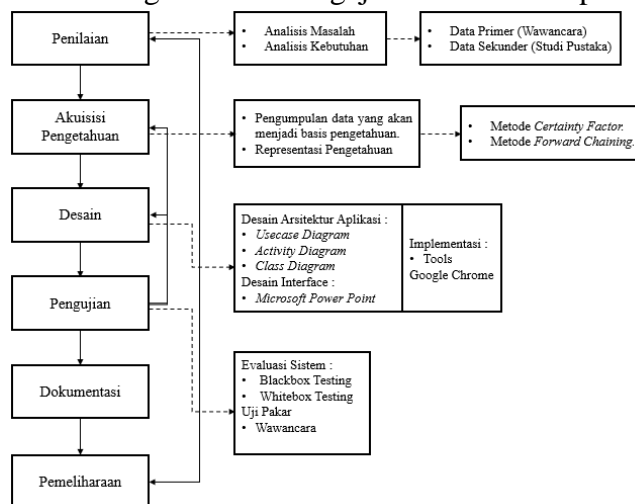 Penilaian
• Analisis Masalah
• Analisis Kebutuhan
• Data Primer (Wawancara)
• Data Sekunder (Studi Pustaka)
Akuisisi
Pengetahuan
• Pengumpulan data yang akan
menjadi basis pengetahuan.
• Representasi Pengetahuan
• Metode Certainty Factor.
• Metode Forward Chaining.
Desain
Desain Arsitektur Aplikasi :
• Usecase Diagram
• Activity Diagram
• Class Diagram
Desain Interface :
• Microsoft Power Point
Implementasi :
• Tools
Google Chrome
Pengujian
Evaluasi Sistem :
• Blackbox Testing
• Whitebox Testing
Uji Pakar
• Wawancara
Dokumentasi
Pemeliharaan